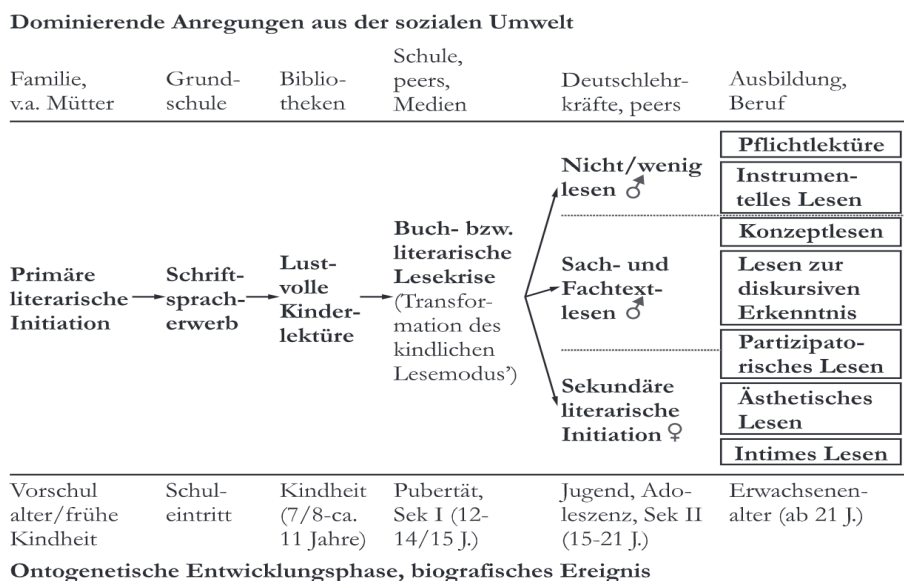 Dominierende Anregungen aus der sozialen Umwelt
Familie,
v.a. Mütter
Grund-
schule
Biblio-
theken
Schule,
peers,
Medien
Deutschlehr-
kräfte, peers
Ausbildung,
Beruf
Primäre
literarische
Initiation
Schrift-
sprach-
erwerb
Lust-
volle
Kinder-
lektüre
Buch- bzw.
literarische
Lesekrise
(Transfor-
mation des
kindlichen
Lesemodus’)
Nicht/wenig
lesen ♂
Sach- und
Fachtext-
lesen ♂
Sekundäre
literarische
Initiation ♀
Pflichtlektüre
Instrumen-
telles Lesen
Konzeptlesen
Lesen zur
diskursiven
Erkenntnis
Partizipato-
risches Lesen
Ästhetisches
Lesen
Intimes Lesen
Vorschul
alter/frühe
Kindheit
Schul-
eintritt
Kindheit
(7/8-ca.
11 Jahre)
Pubertät,
Sek I (12-
14/15 J.)
Jugend, Ado-
leszenz, Sek II
(15-21 J.)
Erwachsenen-
alter (ab 21 J.)
Ontogenetische Entwicklungsphase, biografisches Ereignis